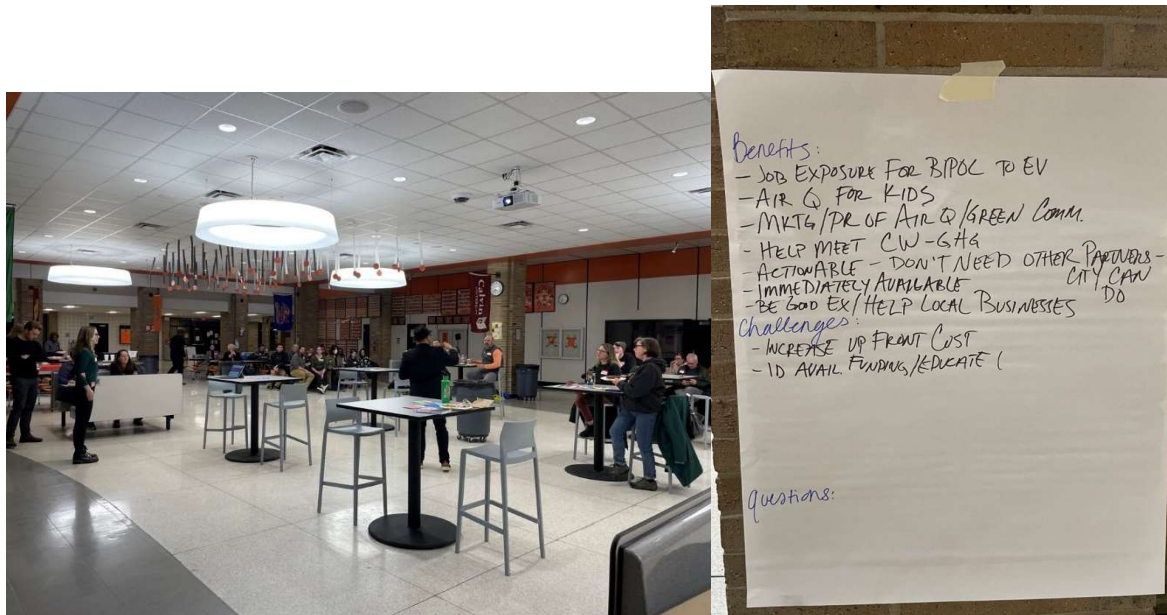 Calvin
Benefits:
- JOB EXPOSURE FOR BIPOC TO EV
- AIR Q FOR KIDS
- MKTG/PR OF AIR Q/GREEN COMM.
- HELP MEET CW-GHG
- ACTIONABLE - DON'T NEED OTHER PARTNERS -
CITY CAN
DO
- IMMEDIATELY AVAILABLE
- BE GOOD EX/HELP LOCAL BUSINESSES
Challenges:
- INCREASE UP FRONT COST
- ID AVAIL FUNDING/EDUCATE (
Questions: